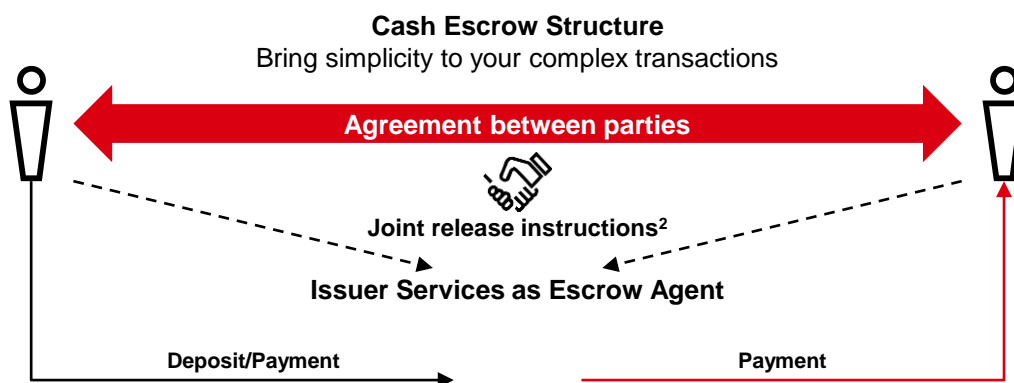 Cash Escrow Structure
Bring simplicity to your complex transactions
Agreement between parties
Joint release instructions²
Issuer Services as Escrow Agent
Deposit/Payment
Payment